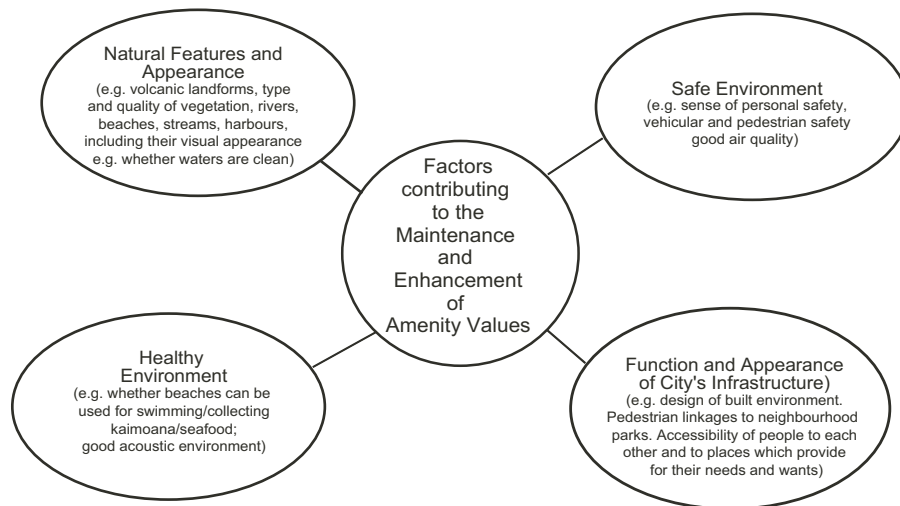 Natural Features and
Appearance
(e.g. volcanic landforms, type
and quality of vegetation, rivers,
beaches, streams, harbours,
including their visual appearance
e.g. whether waters are clean)
Safe Environment
(e.g. sense of personal safety,
vehicular and pedestrian safety
good air quality)
Factors
contributing
to the
Maintenance
and
Enhancement
of
Amenity Values
Healthy
Environment
(e.g. whether beaches can be
used for swimming/collecting
kaimoana/seafood;
good acoustic environment)
Function and Appearance
of City's Infrastructure)
(e.g. design of built environment.
Pedestrian linkages to neighbourhood
parks. Accessibility of people to each
other and to places which provide
for their needs and wants)